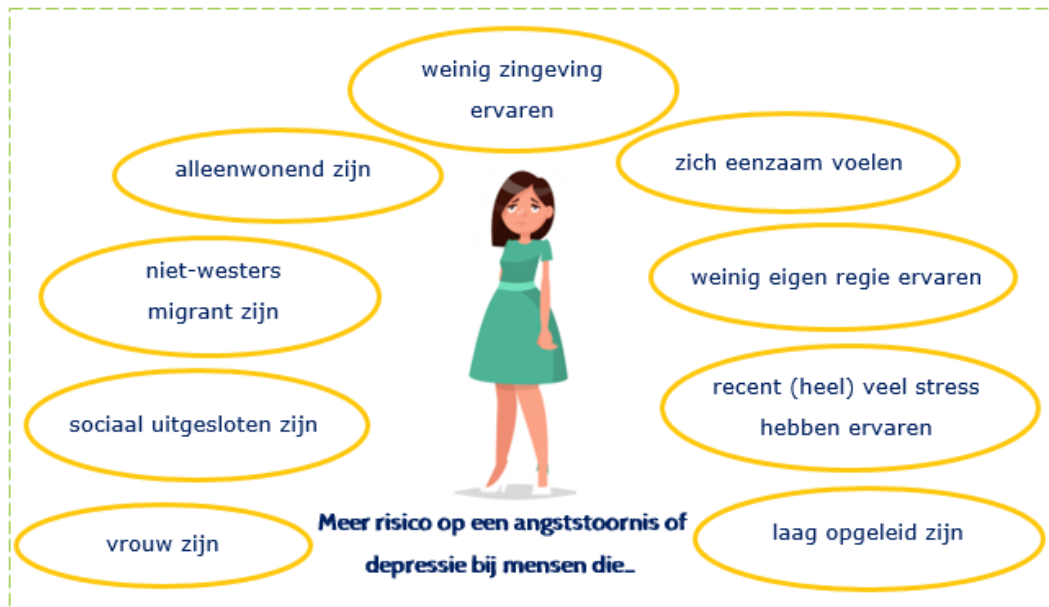 weinig zingeving
ervaren
alleenwonend zijn
zich eenzaam voelen
niet-westers
migrant zijn
weinig eigen regie ervaren
recent (heel) veel stress
hebben ervaren
sociaal uitgesloten zijn
vrouw zijn
Meer risico op een angststoornis of
depressie bij mensen die...
laag opgeleid zijn